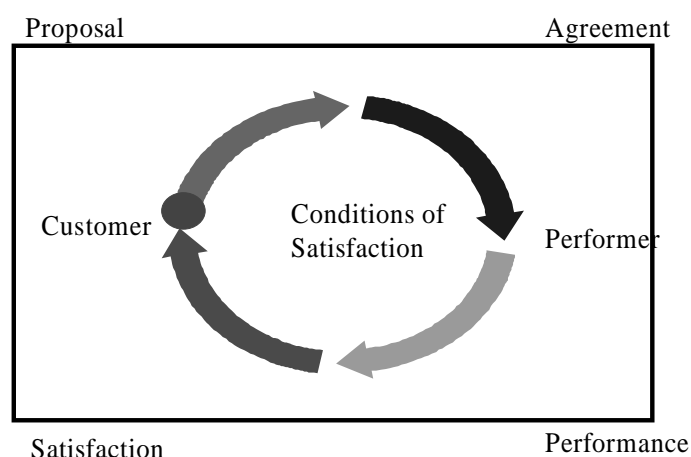 Proposal
Agreement
Customer
Conditions of
Satisfaction
Performer
Satisfaction
Performance